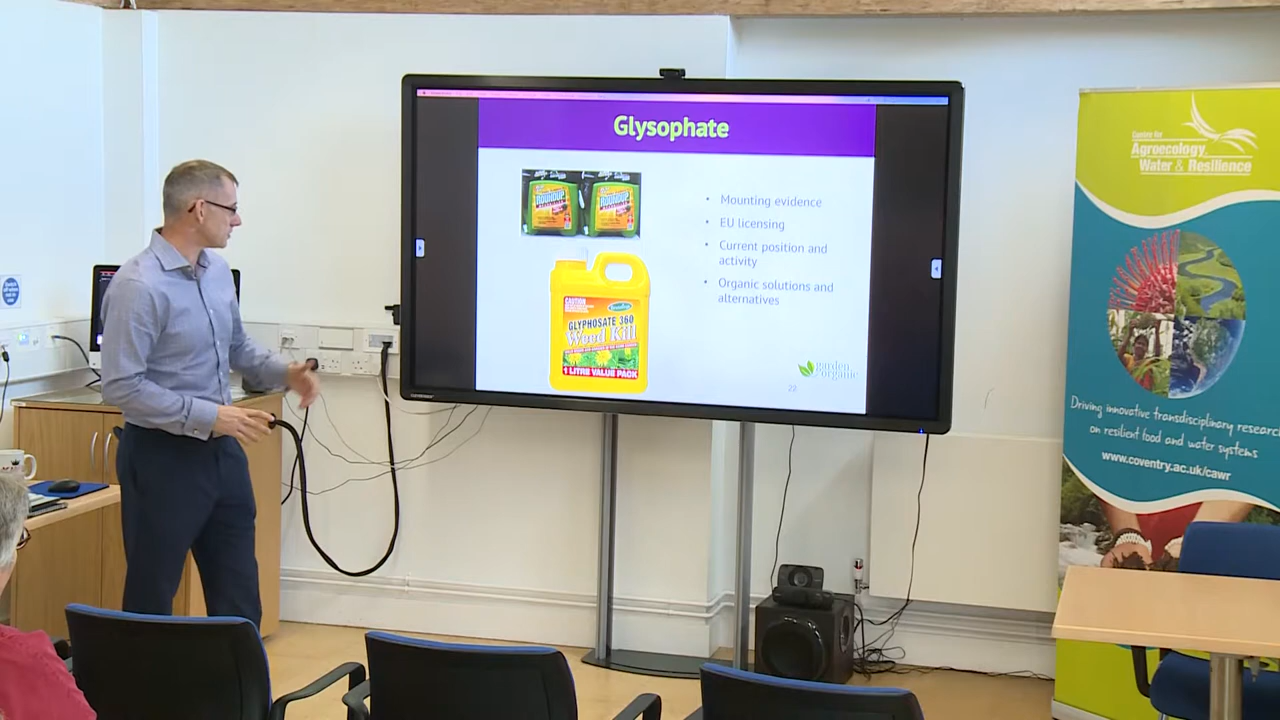 Glysophate
• Mounting evidence
• EU licensing
• Current position and
activity
• Organic solutions and
alternatives
CAUTION
GLYPHOSATE 360
Weed Kill
1 LITRE VALUE PACK
garden
organic
22
Centre for
Agroecology,
Water & Resilience
Driving innovative transdisciplinary research
on resilient food and water systems
www.coventry.ac.uk/cawr